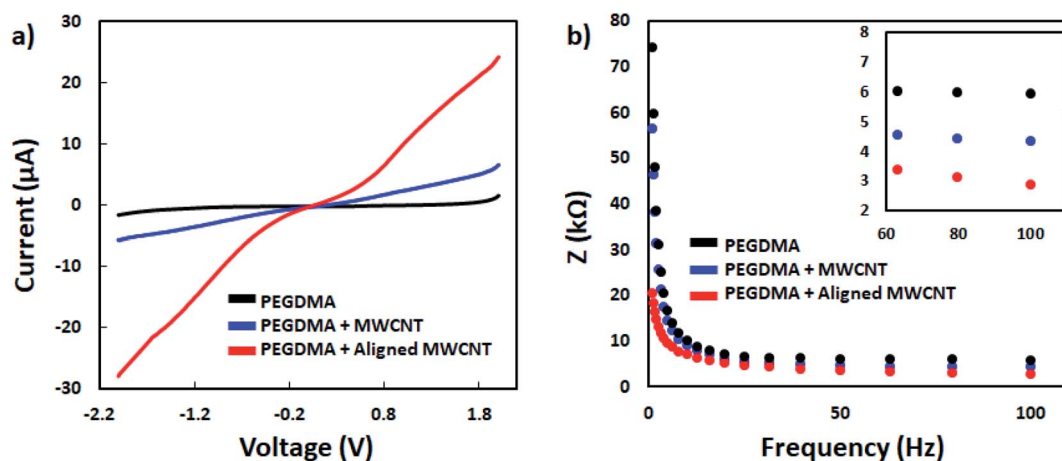 a)
Current (µA)
30
20
10
0
-10
-20
-30
-2.2
-1.2
-0.2
0.8
1.8
Voltage (V)
PEGDMA
PEGDMA + MWCNT
PEGDMA + Aligned MWCNT
b)
Z (kΩ)
80
70
60
50
40
30
20
10
0
0
50
100
Frequency (Hz)
PEGDMA
PEGDMA + MWCNT
PEGDMA + Aligned MWCNT
8
7
6
5
4
3
2
60
80
100